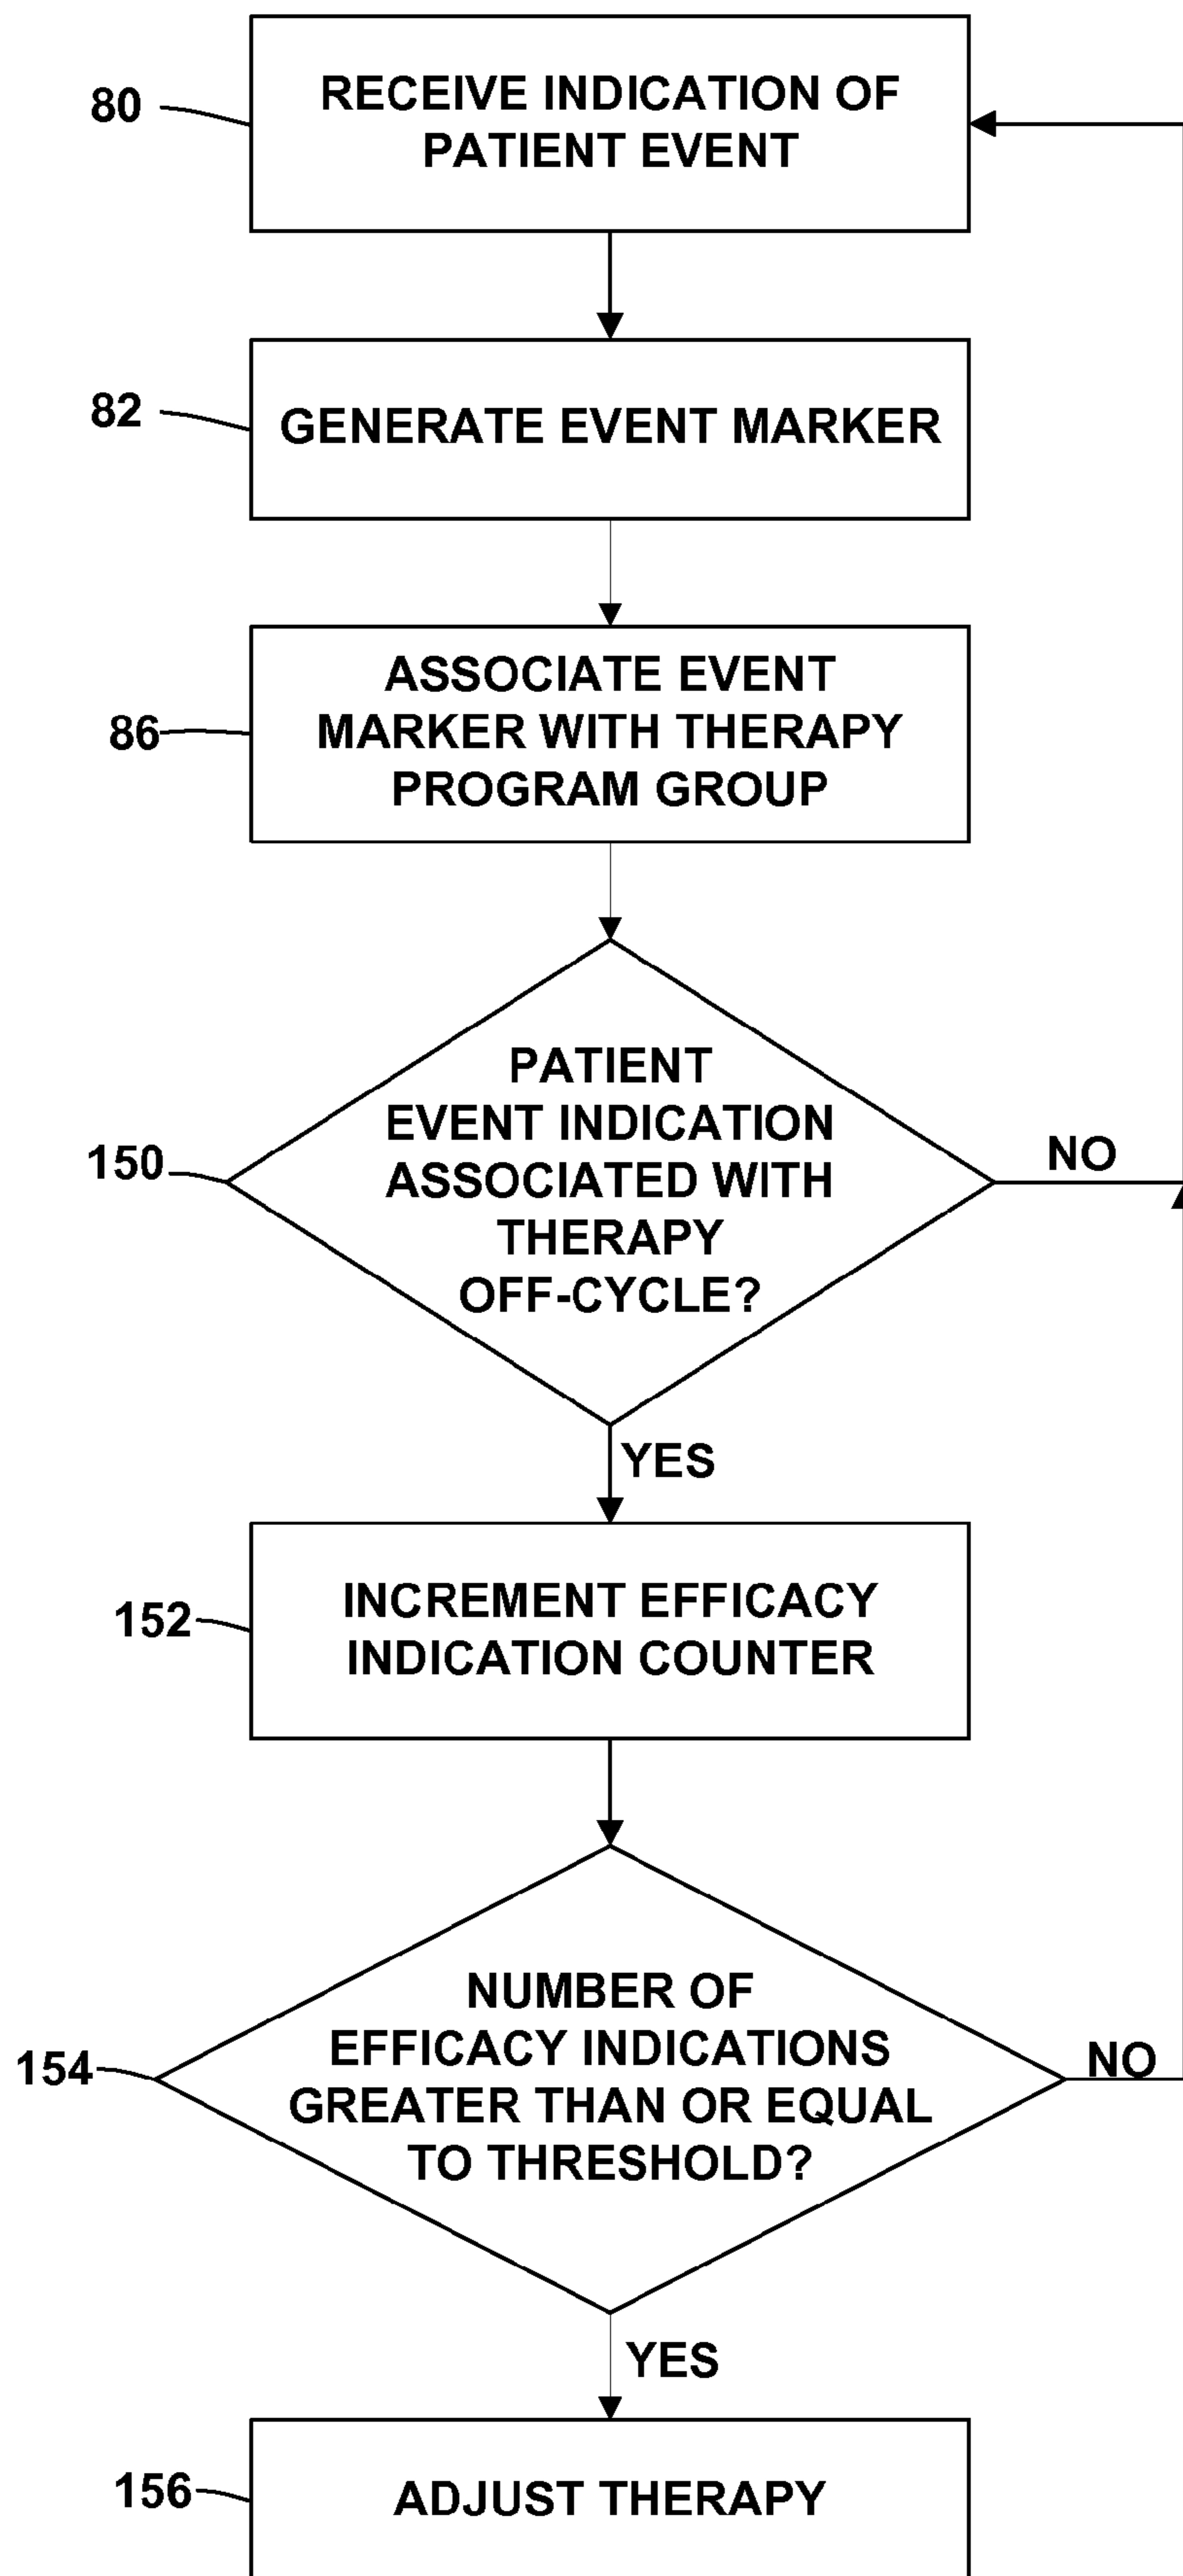 80
RECEIVE INDICATION OF
PATIENT EVENT
82
GENERATE EVENT MARKER
86
ASSOCIATE EVENT
MARKER WITH THERAPY
PROGRAM GROUP
150
PATIENT
EVENT INDICATION
ASSOCIATED WITH
THERAPY
OFF-CYCLE?
NO
YES
152
INCREMENT EFFICACY
INDICATION COUNTER
154
NUMBER OF
EFFICACY INDICATIONS
GREATER THAN OR EQUAL
TO THRESHOLD?
NO
YES
156
ADJUST THERAPY